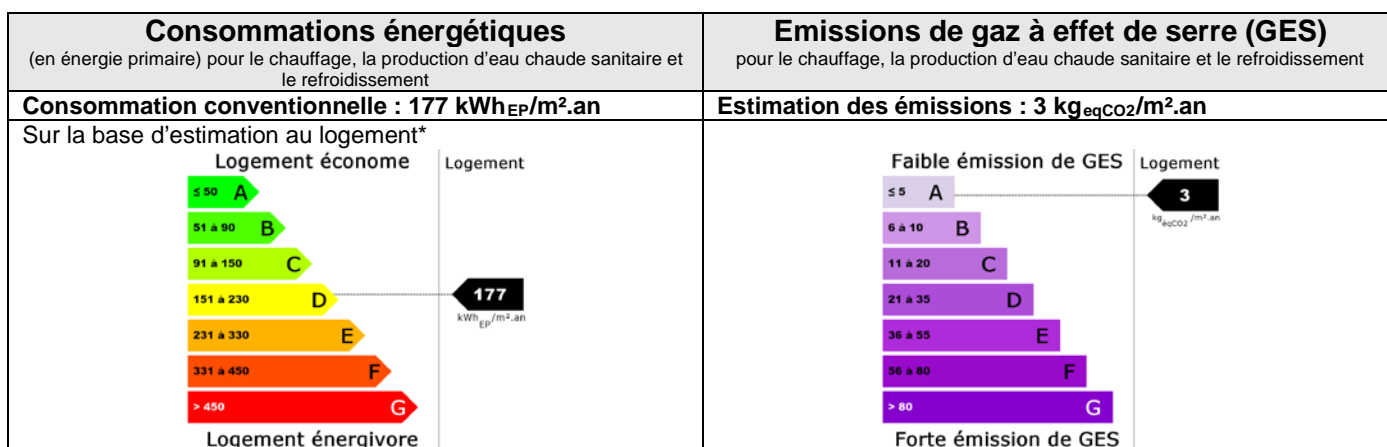 Consommations énergétiques
(en énergie primaire) pour le chauffage, la production d’eau chaude sanitaire et
le refroidissement
Consommation conventionnelle : 177 kWhEP/m².an
Sur la base d’estimation au logement*
Logement économe
Logement
≤ 50 A
51 à 90 B
91 à 150 C
151 à 230 D
177
kWhEP/m².an
231 à 330 E
331 à 450 F
> 450 G
Logement énergivore
Emissions de gaz à effet de serre (GES)
pour le chauffage, la production d’eau chaude sanitaire et le refroidissement
Estimation des émissions : 3 kgeqCO2/m².an
Faible émission de GES
Logement
≤ 5 A
3
kgéqCO2/m².an
6 à 10 B
11 à 20 C
21 à 35 D
36 à 55 E
56 à 80 F
> 80 G
Forte émission de GES